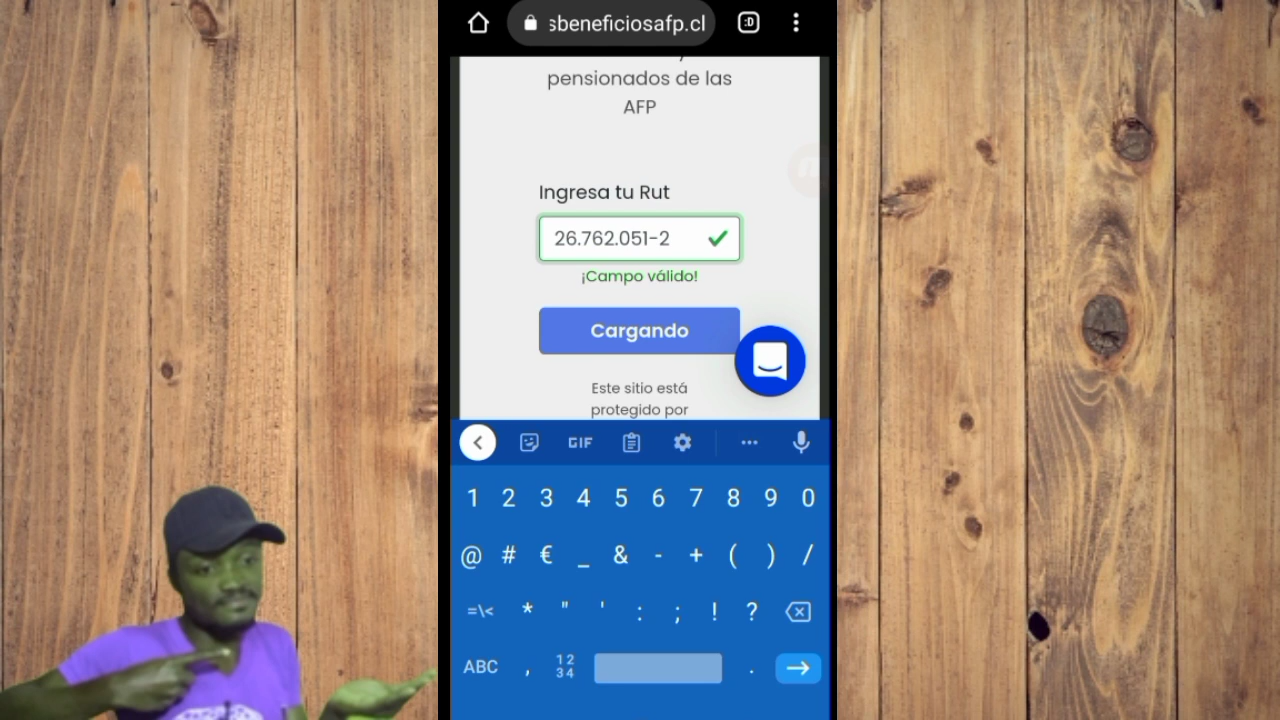 sbeneficiosafp.cl
:D
pensionados de las
AFP
Ingresa tu Rut
26.762.051-2
¡Campo válido!
Cargando
Este sitio está
protegido por
GIF
1 2 3 4 5 6 7 8 9 0
@ # € _ & - + ( ) /
=\< * " ' : ; ! ?
ABC , 12 34 .